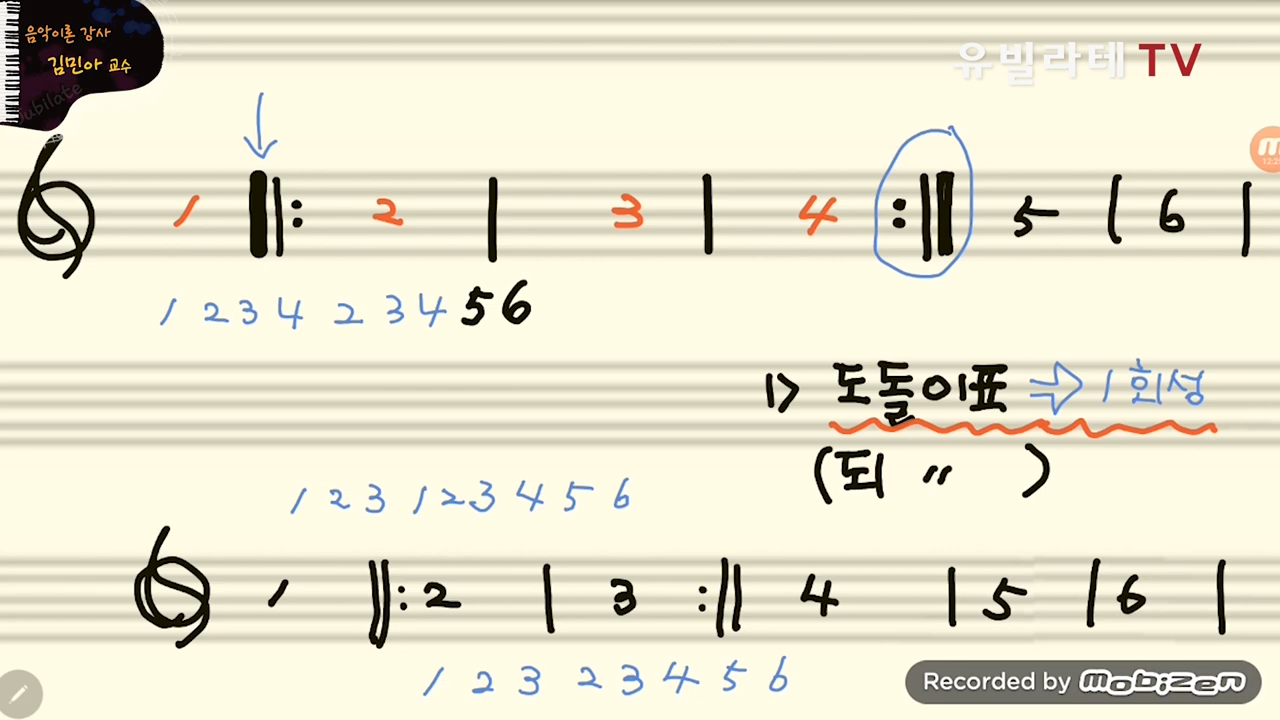 음악이론 강사
김민아 교수
Jubilate
유빌라테 TV
1 2 3 4 5 6
1 2 3 4 2 3 4 5 6
1> 도돌이표 ⇨ 1회성
(되 〃 )
1 2 3 1 2 3 4 5 6
1 2 3 4 5 6
1 2 3 2 3 4 5 6
Recorded by mobizen